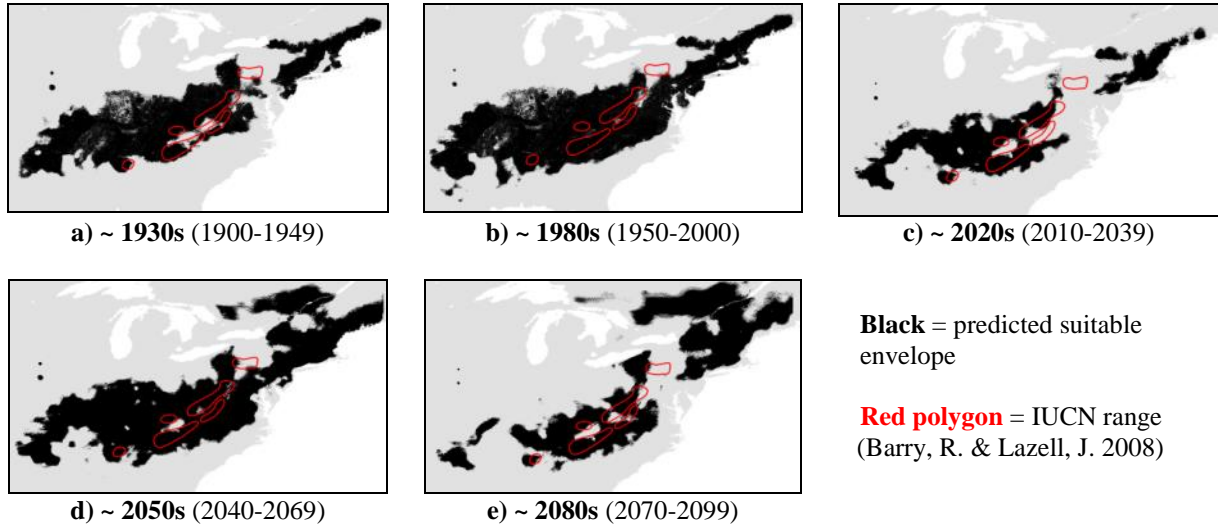 a) ~ 1930s (1900-1949)
b) ~ 1980s (1950-2000)
c) ~ 2020s (2010-2039)
d) ~ 2050s (2040-2069)
e) ~ 2080s (2070-2099)
Black = predicted suitable
envelope
Red polygon = IUCN range
(Barry, R. & Lazell, J. 2008)